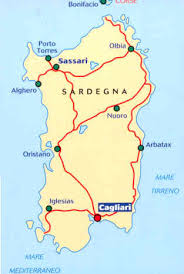 CORSE
Bonifacio
Porto
Torres
Olbia
Sassari
Alghero
SARDEGNA
Nuoro
Oristano
Arbatax
MARE
TIRRENO
Iglesias
Cagliari
MARE
MEDITERRANEO